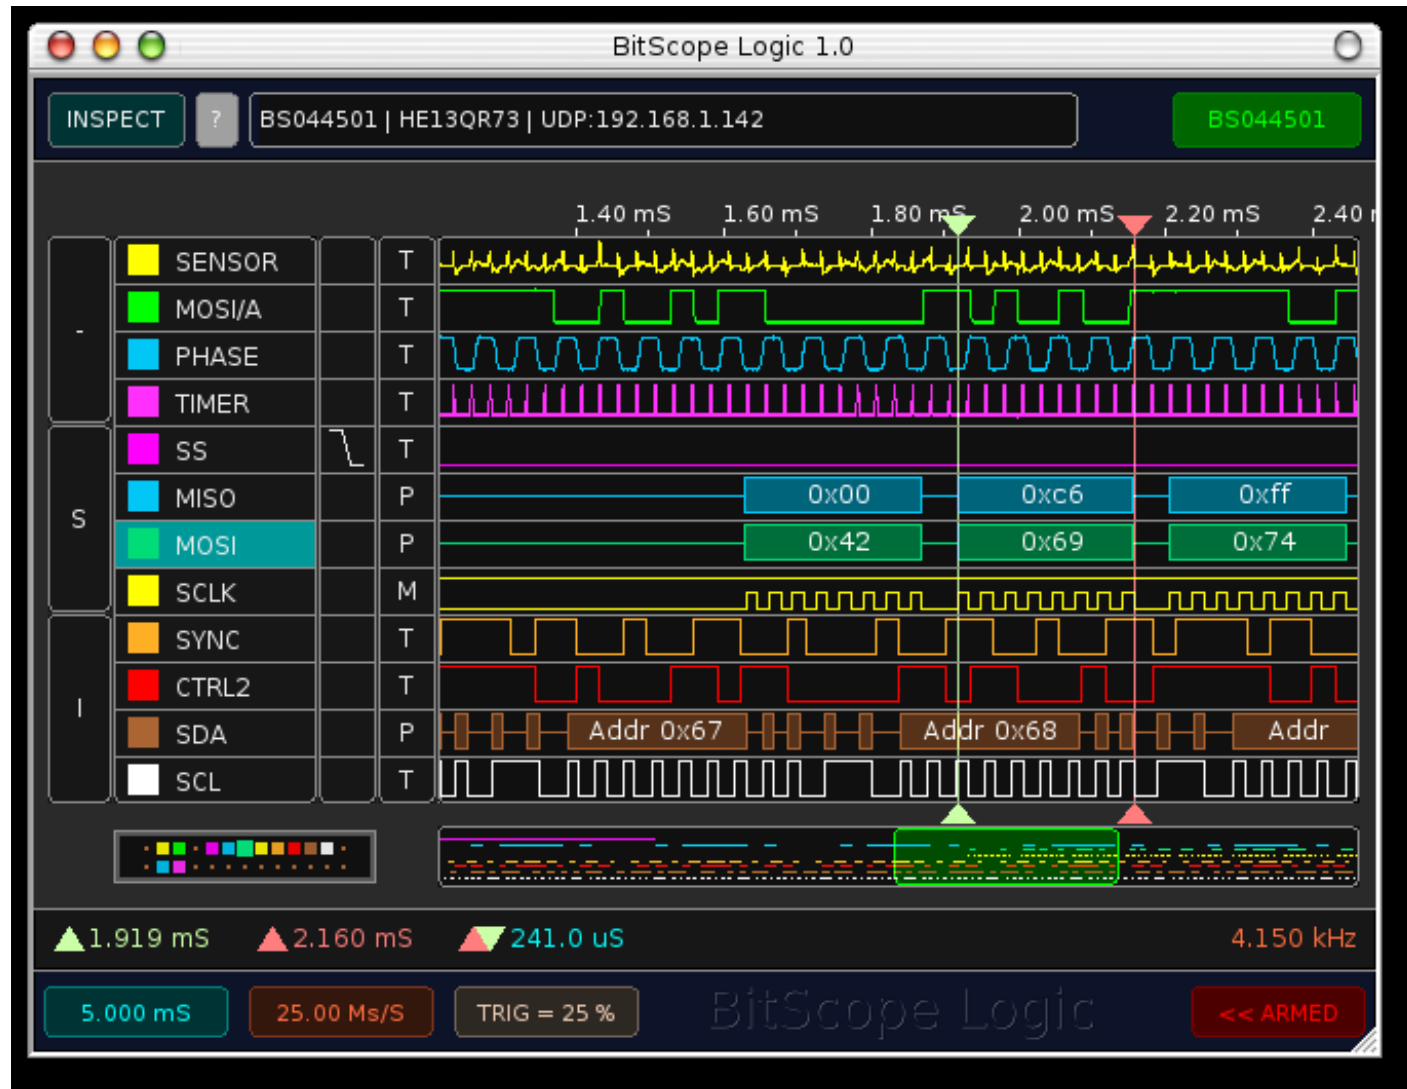 BitScope Logic 1.0
INSPECT ? BS044501 | HE13QR73 | UDP:192.168.1.142 BS044501
1.40 mS 1.60 mS 1.80 mS 2.00 mS 2.20 mS 2.40
SENSOR T
MOSI/A T
- PHASE T
TIMER T
SS T
MISO P 0x00 0xc6 0xff
S MOSI P 0x42 0x69 0x74
SCLK M
SYNC T
CTRL2 T
I SDA P Addr 0x67 Addr 0x68 Addr
SCL T
1.919 mS 2.160 mS 241.0 uS 4.150 kHz
5.000 mS 25.00 Ms/S TRIG = 25 % BitScope Logic << ARMED